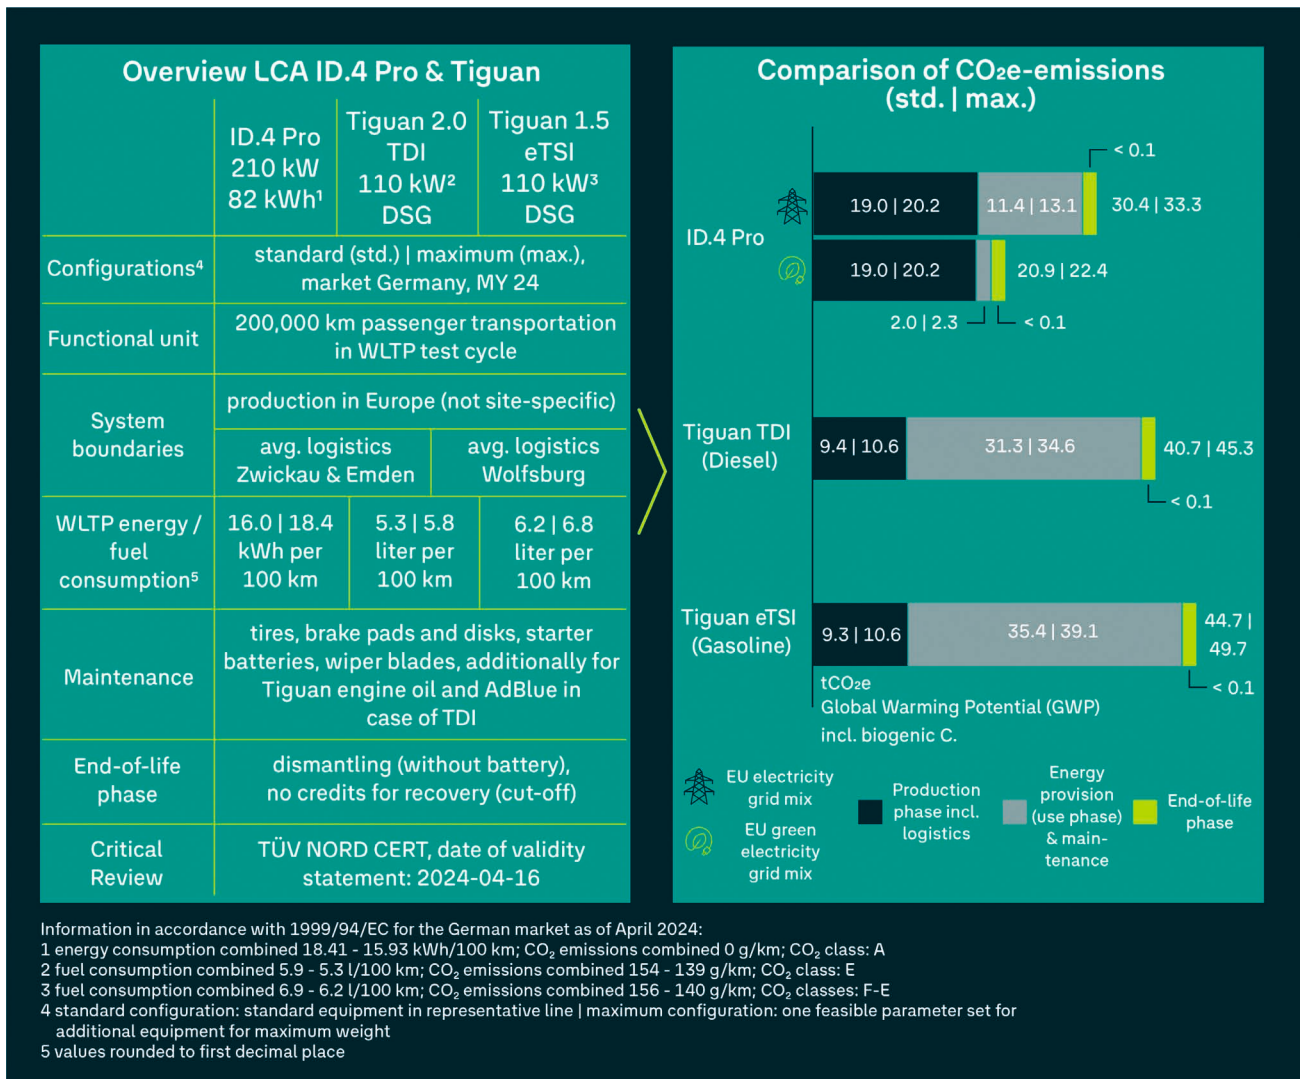 Overview LCA ID.4 Pro & Tiguan
ID.4 Pro
210 kW
82 kWh¹
Tiguan 2.0
TDI
110 kW²
DSG
Tiguan 1.5
eTSI
110 kW³
DSG
Configurations⁴
standard (std.) | maximum (max.),
market Germany, MY 24
Functional unit
200,000 km passenger transportation
in WLTP test cycle
System
boundaries
production in Europe (not site-specific)
avg. logistics
Zwickau & Emden
avg. logistics
Wolfsburg
WLTP energy /
fuel
consumption⁵
16.0 | 18.4
kWh per
100 km
5.3 | 5.8
liter per
100 km
6.2 | 6.8
liter per
100 km
Maintenance
tires, brake pads and disks, starter
batteries, wiper blades, additionally for
Tiguan engine oil and AdBlue in
case of TDI
End-of-life
phase
dismantling (without battery),
no credits for recovery (cut-off)
Critical
Review
TÜV NORD CERT, date of validity
statement: 2024-04-16
Comparison of CO₂e-emissions
(std. | max.)
< 0.1
ID.4 Pro
19.0 | 20.2
11.4 | 13.1
30.4 | 33.3
19.0 | 20.2
20.9 | 22.4
2.0 | 2.3
< 0.1
Tiguan TDI
(Diesel)
9.4 | 10.6
31.3 | 34.6
40.7 | 45.3
< 0.1
Tiguan eTSI
(Gasoline)
9.3 | 10.6
35.4 | 39.1
44.7 |
49.7
< 0.1
tCO₂e
Global Warming Potential (GWP)
incl. biogenic C.
EU electricity
grid mix
EU green
electricity
grid mix
Production
phase incl.
logistics
Energy
provision
(use phase)
& main-
tenance
End-of-life
phase
Information in accordance with 1999/94/EC for the German market as of April 2024:
1 energy consumption combined 18.41 - 15.93 kWh/100 km; CO₂ emissions combined 0 g/km; CO₂ class: A
2 fuel consumption combined 5.9 - 5.3 l/100 km; CO₂ emissions combined 154 - 139 g/km; CO₂ class: E
3 fuel consumption combined 6.9 - 6.2 l/100 km; CO₂ emissions combined 156 - 140 g/km; CO₂ classes: F-E
4 standard configuration: standard equipment in representative line | maximum configuration: one feasible parameter set for
additional equipment for maximum weight
5 values rounded to first decimal place